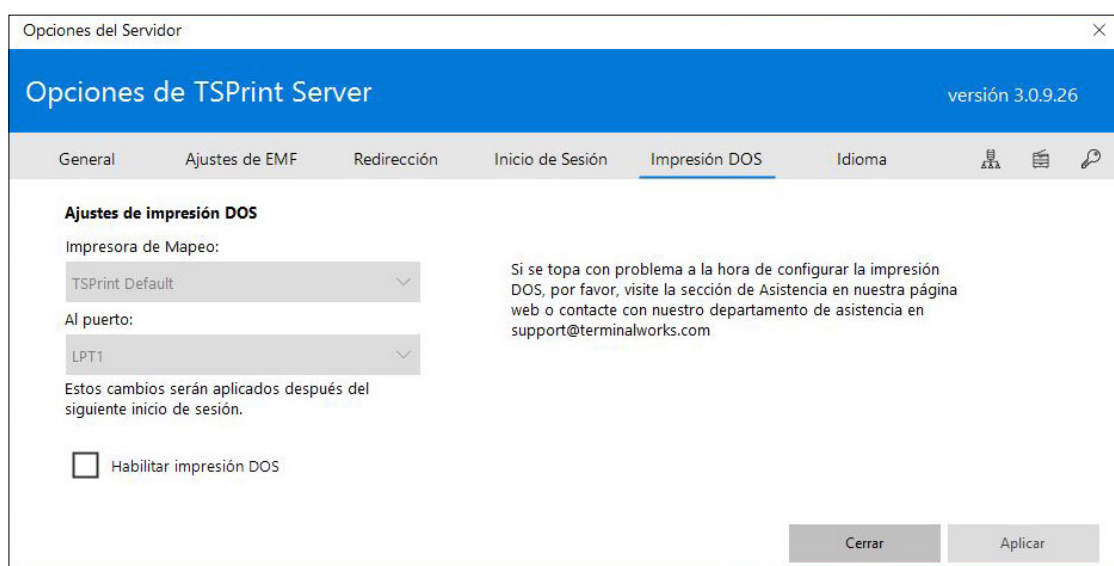 Opciones del Servidor
Opciones de TSPrint Server
versión 3.0.9.26
General Ajustes de EMF Redirección Inicio de Sesión Impresión DOS Idioma
Ajustes de impresión DOS
Impresora de Mapeo:
TSPrint Default
Al puerto:
LPT1
Estos cambios serán aplicados después del
siguiente inicio de sesión.
Habilitar impresión DOS
Si se topa con problema a la hora de configurar la impresión
DOS, por favor, visite la sección de Asistencia en nuestra página
web o contacte con nuestro departamento de asistencia en
support@terminalworks.com
Cerrar Aplicar